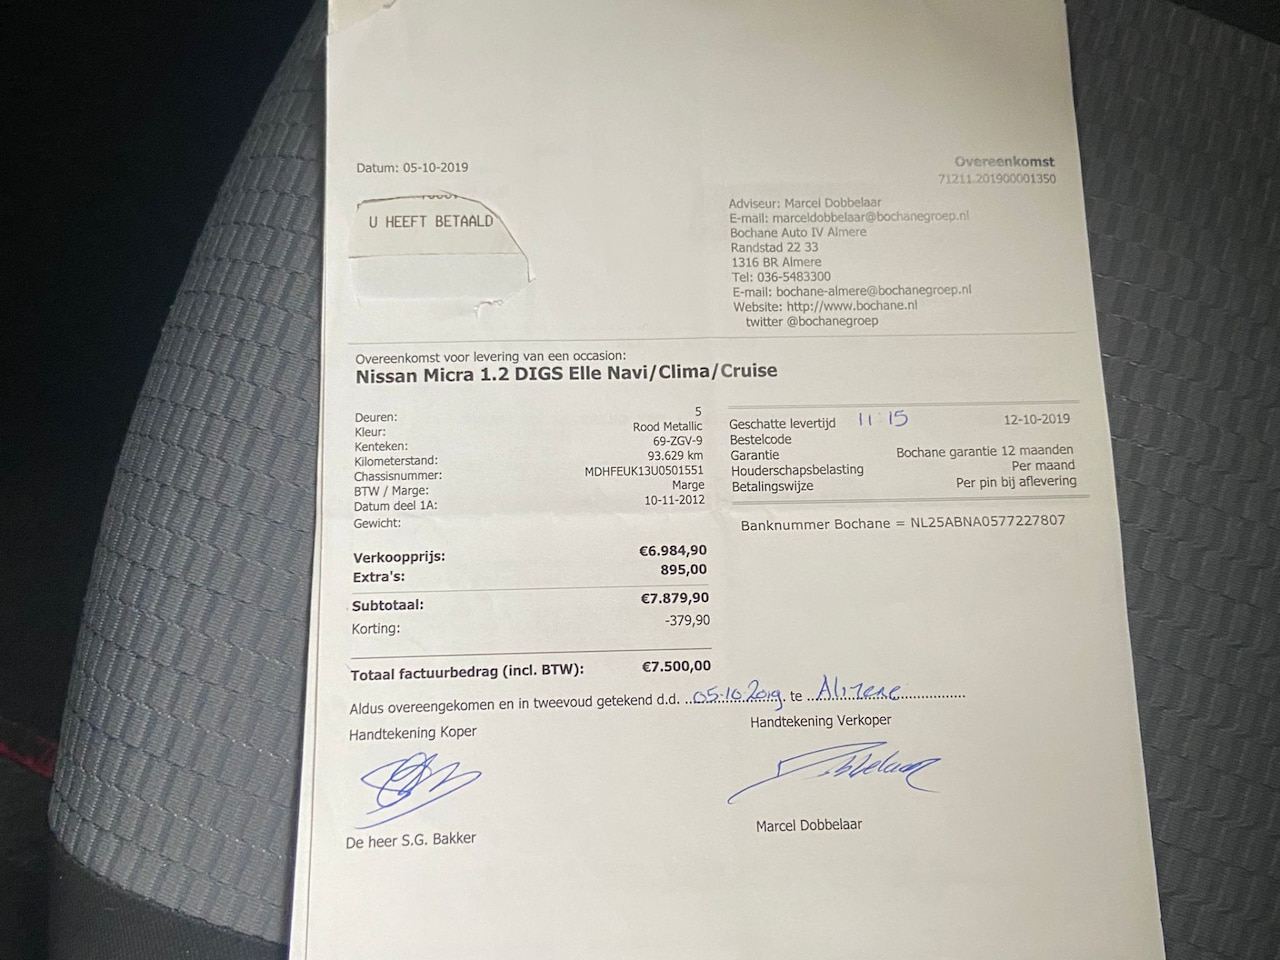 Datum: 05-10-2019
Overeenkomst
71211.201900001350
U HEEFT BETAALD
Adviseur: Marcel Dobbelaar
E-mail: marceldobbelaar@bochanegroep.nl
Bochane Auto IV Almere
Randstad 22 33
1316 BR Almere
Tel: 036-5483300
E-mail: bochane-almere@bochanegroep.nl
Website: http://www.bochane.nl
twitter @bochanegroep
Overeenkomst voor levering van een occasion:
Nissan Micra 1.2 DIGS Elle Navi/Clima/Cruise
Deuren: 5
Kleur: Rood Metallic
Kenteken: 69-ZGV-9
Kilometerstand: 93.629 km
Chassisnummer: MDHFEUK13U0501551
BTW / Marge: Marge
Datum deel 1A: 10-11-2012
Gewicht:
Geschatte levertijd 11:15 12-10-2019
Bestelcode
Garantie Bochane garantie 12 maanden
Houderschapsbelasting Per maand
Betalingswijze Per pin bij aflevering
Banknummer Bochane = NL25ABNA0577227807
Verkoopprijs: €6.984,90
Extra's: 895,00
Subtotaal: €7.879,90
Korting: -379,90
Totaal factuurbedrag (incl. BTW): €7.500,00
Aldus overeengekomen en in tweevoud getekend d.d. ..05.10.2019. te ..Almere...............
Handtekening Koper
Handtekening Verkoper
Dobbelaar
De heer S.G. Bakker
Marcel Dobbelaar